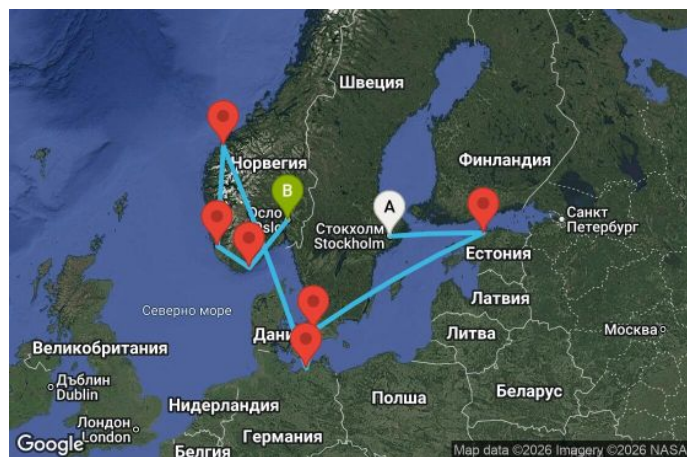 Швеция
Норвегия
Финландия
B
A
Осло
Oslo
Стокхолм
Stockholm
Санкт
Петербург
Естония
Латвия
Северно море
Дани
Литва
Москва
Великобритания
Дъблин
Dublin
Нидерландия
Полша
Беларус
Лондон
London
Германия
Белгия
Google
Map data ©2026 Imagery ©2026 NASA